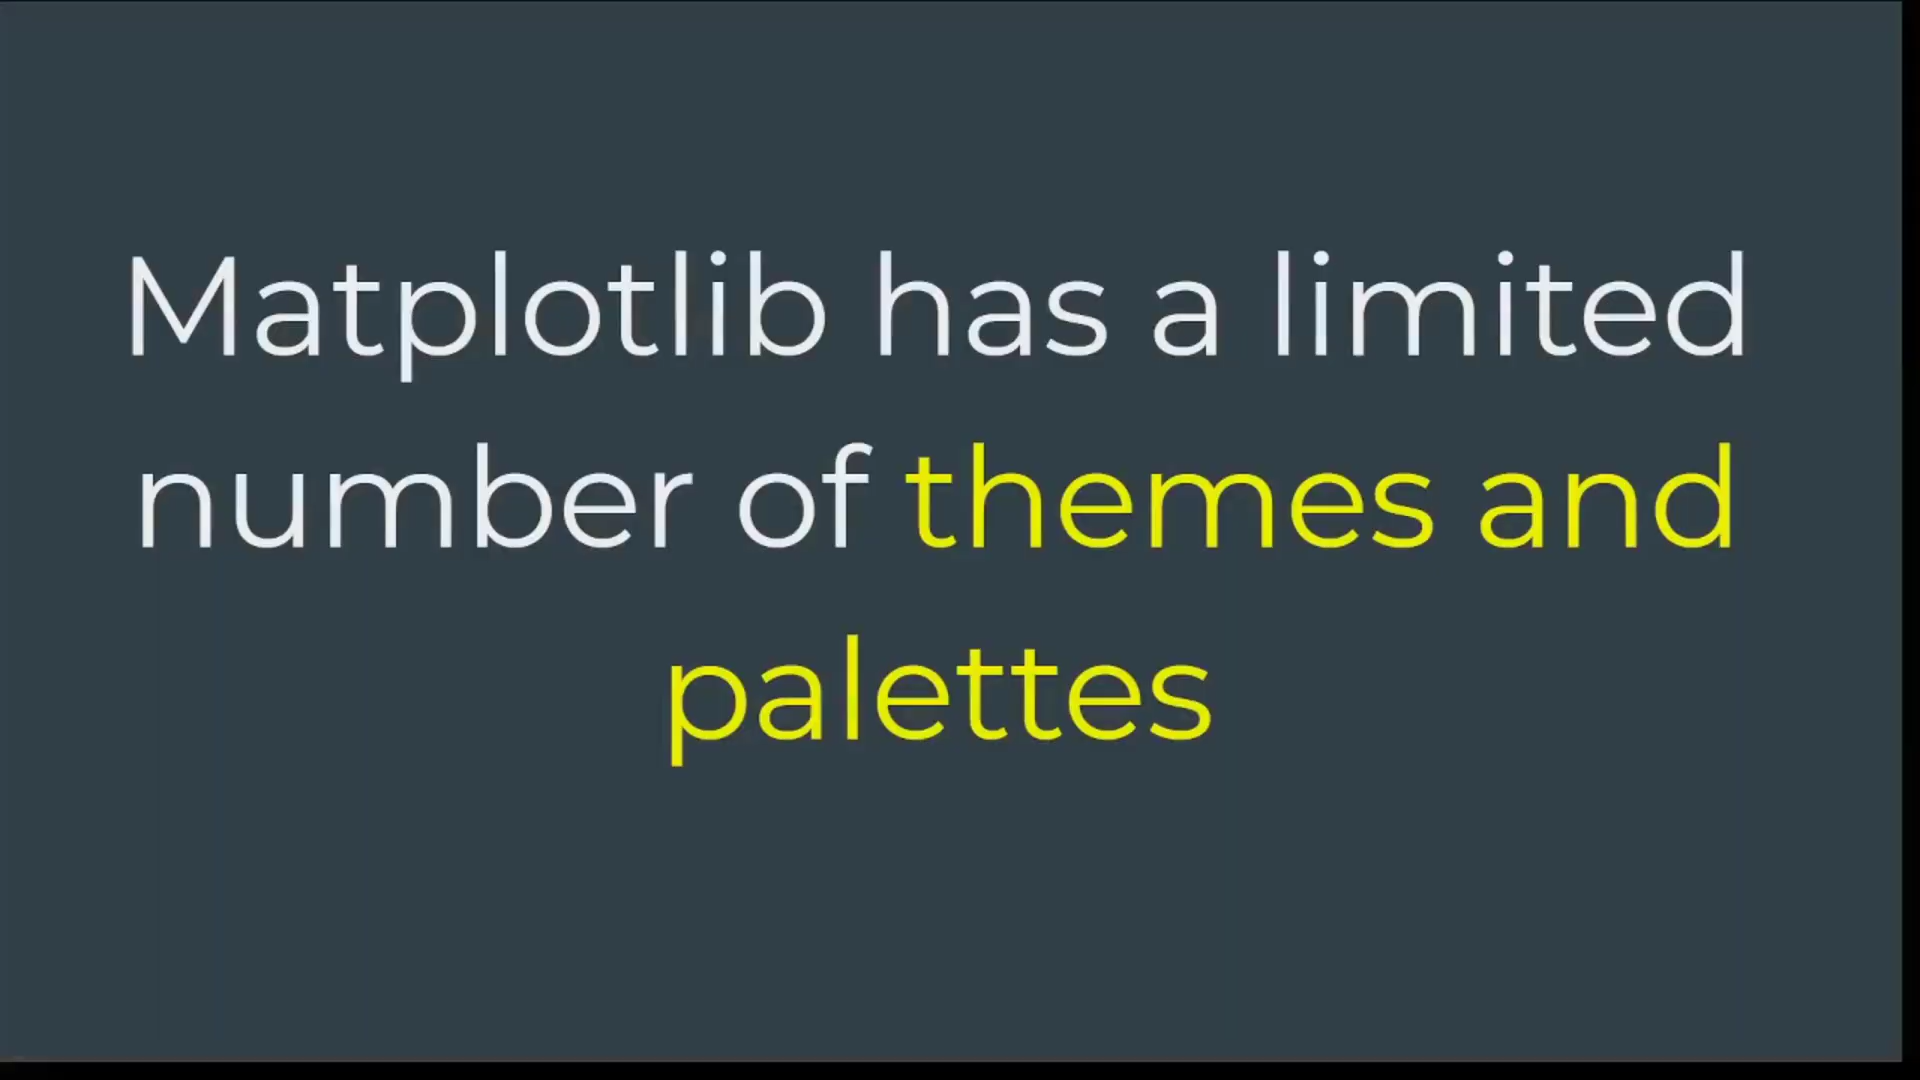 Matplotlib has a limited
number of themes and
palettes